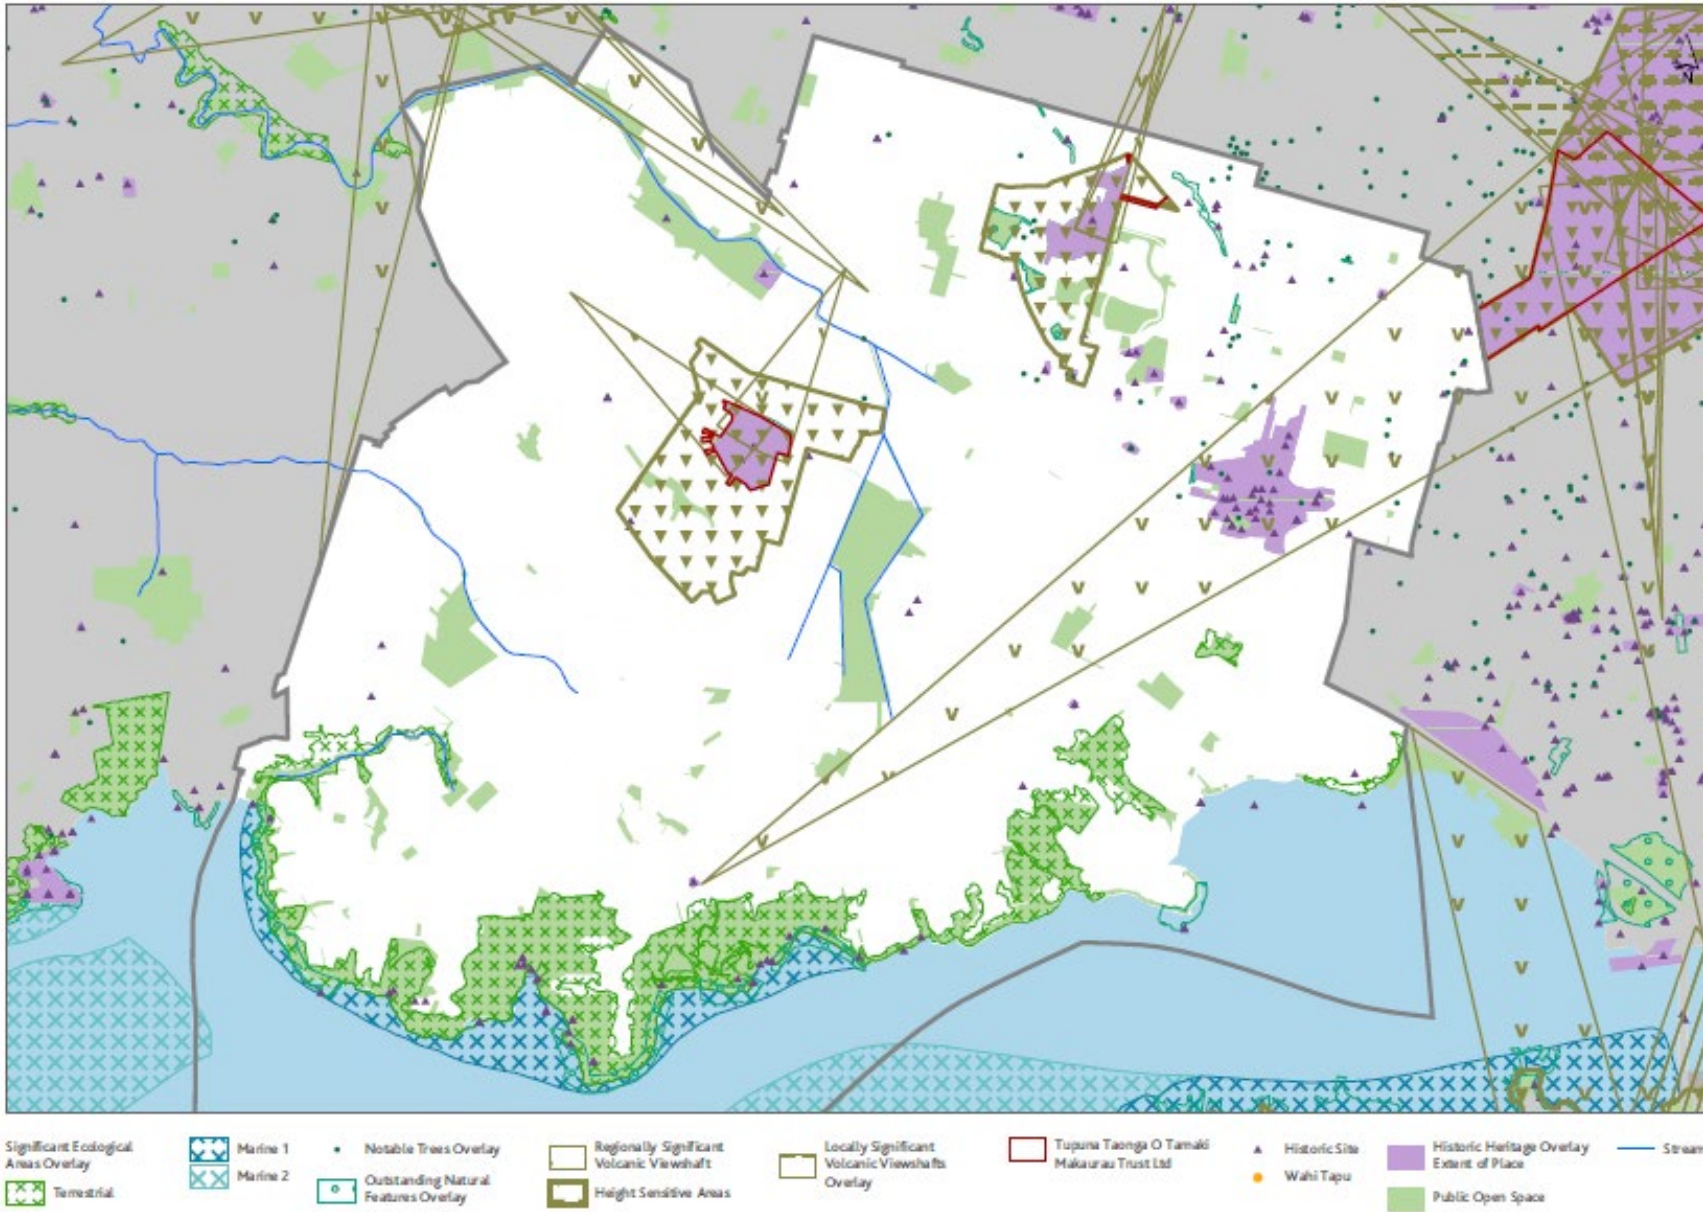 Significant Ecological
Areas Overlay
Terrestrial
Marine 1
Marine 2
Notable Trees Overlay
Outstanding Natural
Features Overlay
Regionally Significant
Volcanic Viewshaft
Height Sensitive Areas
Locally Significant
Volcanic Viewshafts
Overlay
Tupuna Taonga O Tamaki
Makaurau Trust Ltd
Historic Site
Wahi Tapu
Historic Heritage Overlay
Extent of Place
Public Open Space
Stream